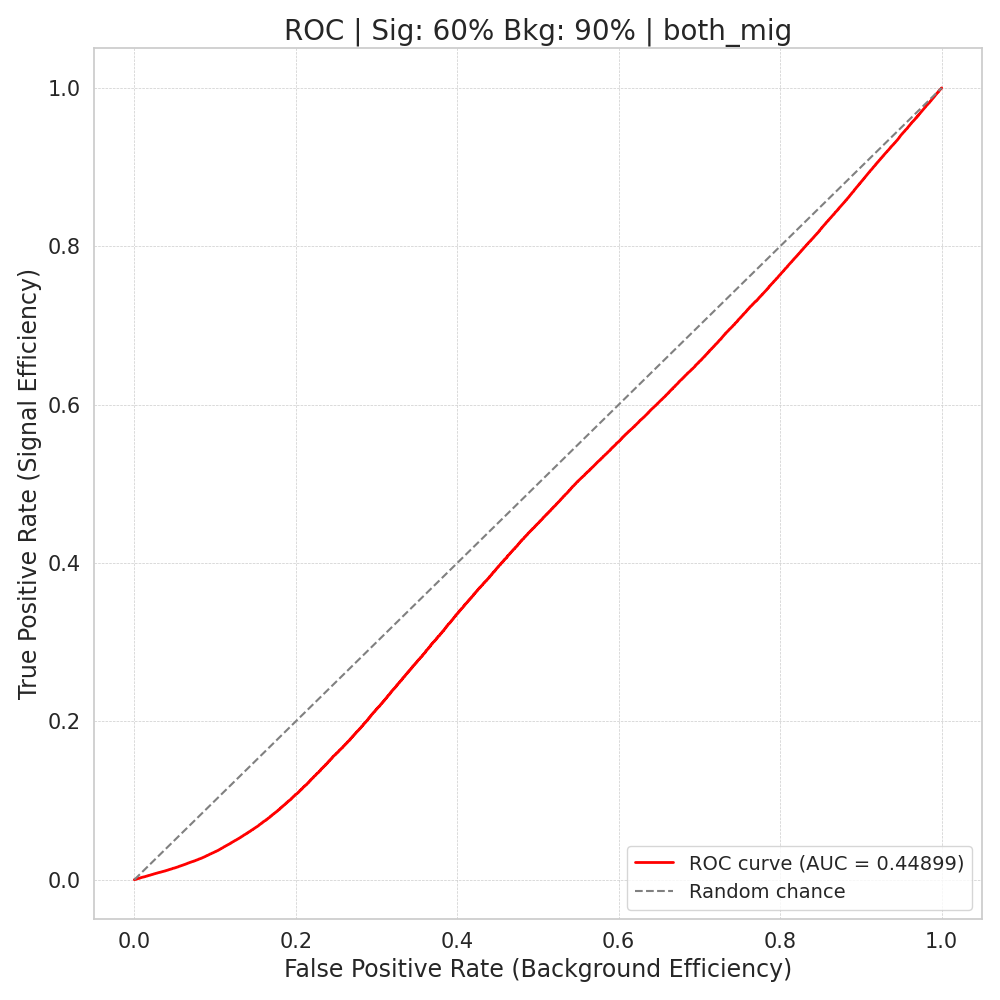 ROC | Sig: 60% Bkg: 90% | both_mig
True Positive Rate (Signal Efficiency)
1.0
0.8
0.6
0.4
0.2
0.0
ROC curve (AUC = 0.44899)
Random chance
0.0 0.2 0.4 0.6 0.8 1.0
False Positive Rate (Background Efficiency)